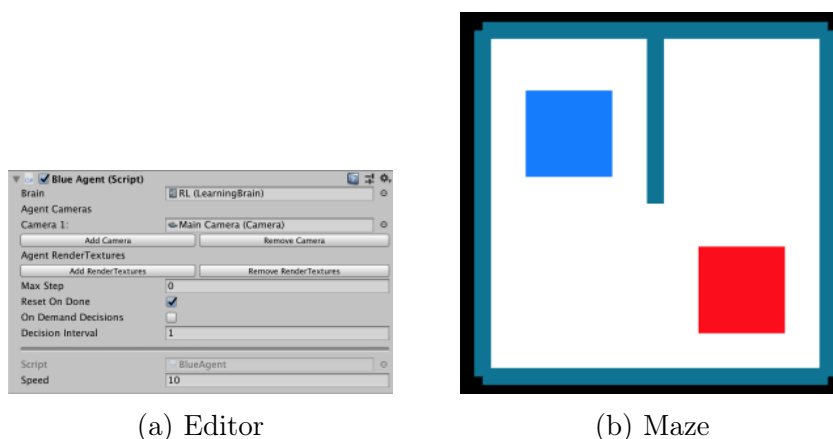 Blue Agent (Script)
Brain RL (LearningBrain)
Agent Cameras
Camera 1: Main Camera (Camera)
Add Camera Remove Camera
Agent RenderTextures
Add RenderTextures Remove RenderTextures
Max Step 0
Reset On Done
On Demand Decisions
Decision Interval 1
Script BlueAgent
Speed 10
(a) Editor (b) Maze